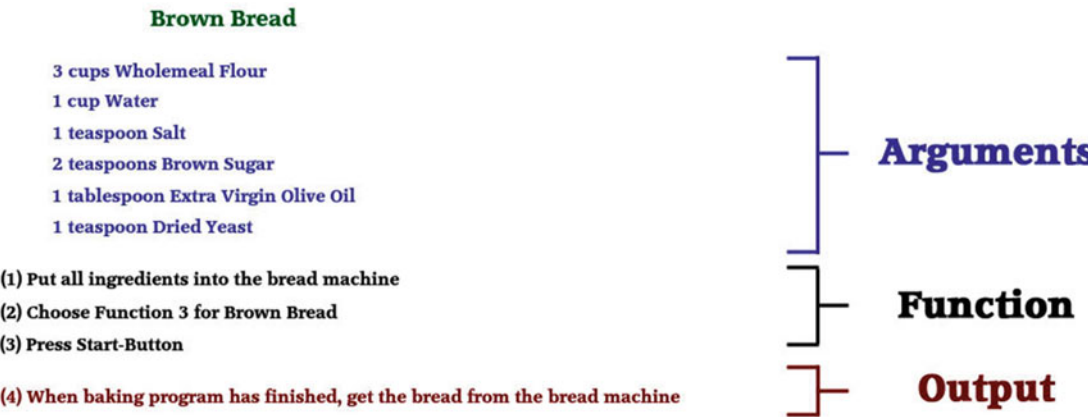 Brown Bread
3 cups Wholemeal Flour
1 cup Water
1 teaspoon Salt
2 teaspoons Brown Sugar
1 tablespoon Extra Virgin Olive Oil
1 teaspoon Dried Yeast
Arguments
(1) Put all ingredients into the bread machine
(2) Choose Function 3 for Brown Bread
(3) Press Start-Button
Function
(4) When baking program has finished, get the bread from the bread machine
Output